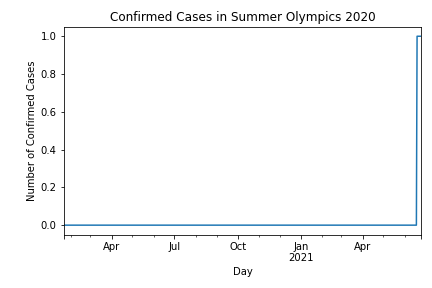 Confirmed Cases in Summer Olympics 2020
1.0
0.8
0.6
0.4
0.2
0.0
Number of Confirmed Cases
Apr Jul Oct Jan Apr
2021
Day